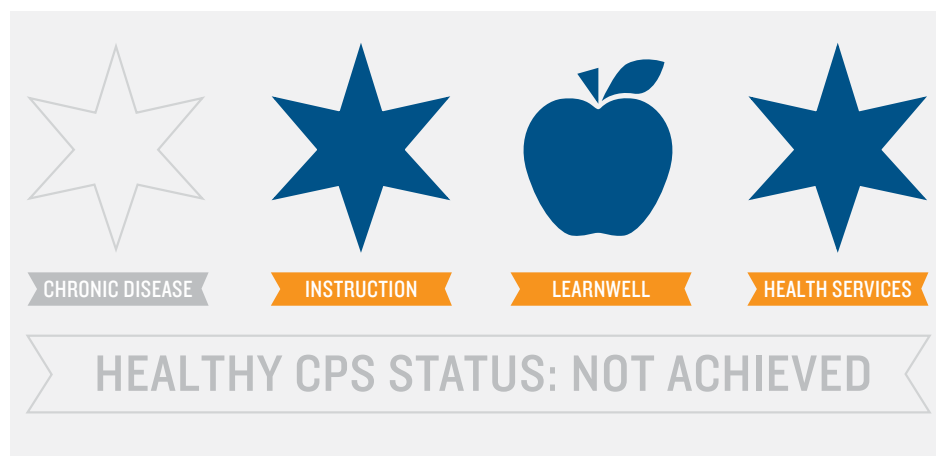 CHRONIC DISEASE
INSTRUCTION
LEARNWELL
HEALTH SERVICES
HEALTHY CPS STATUS: NOT ACHIEVED